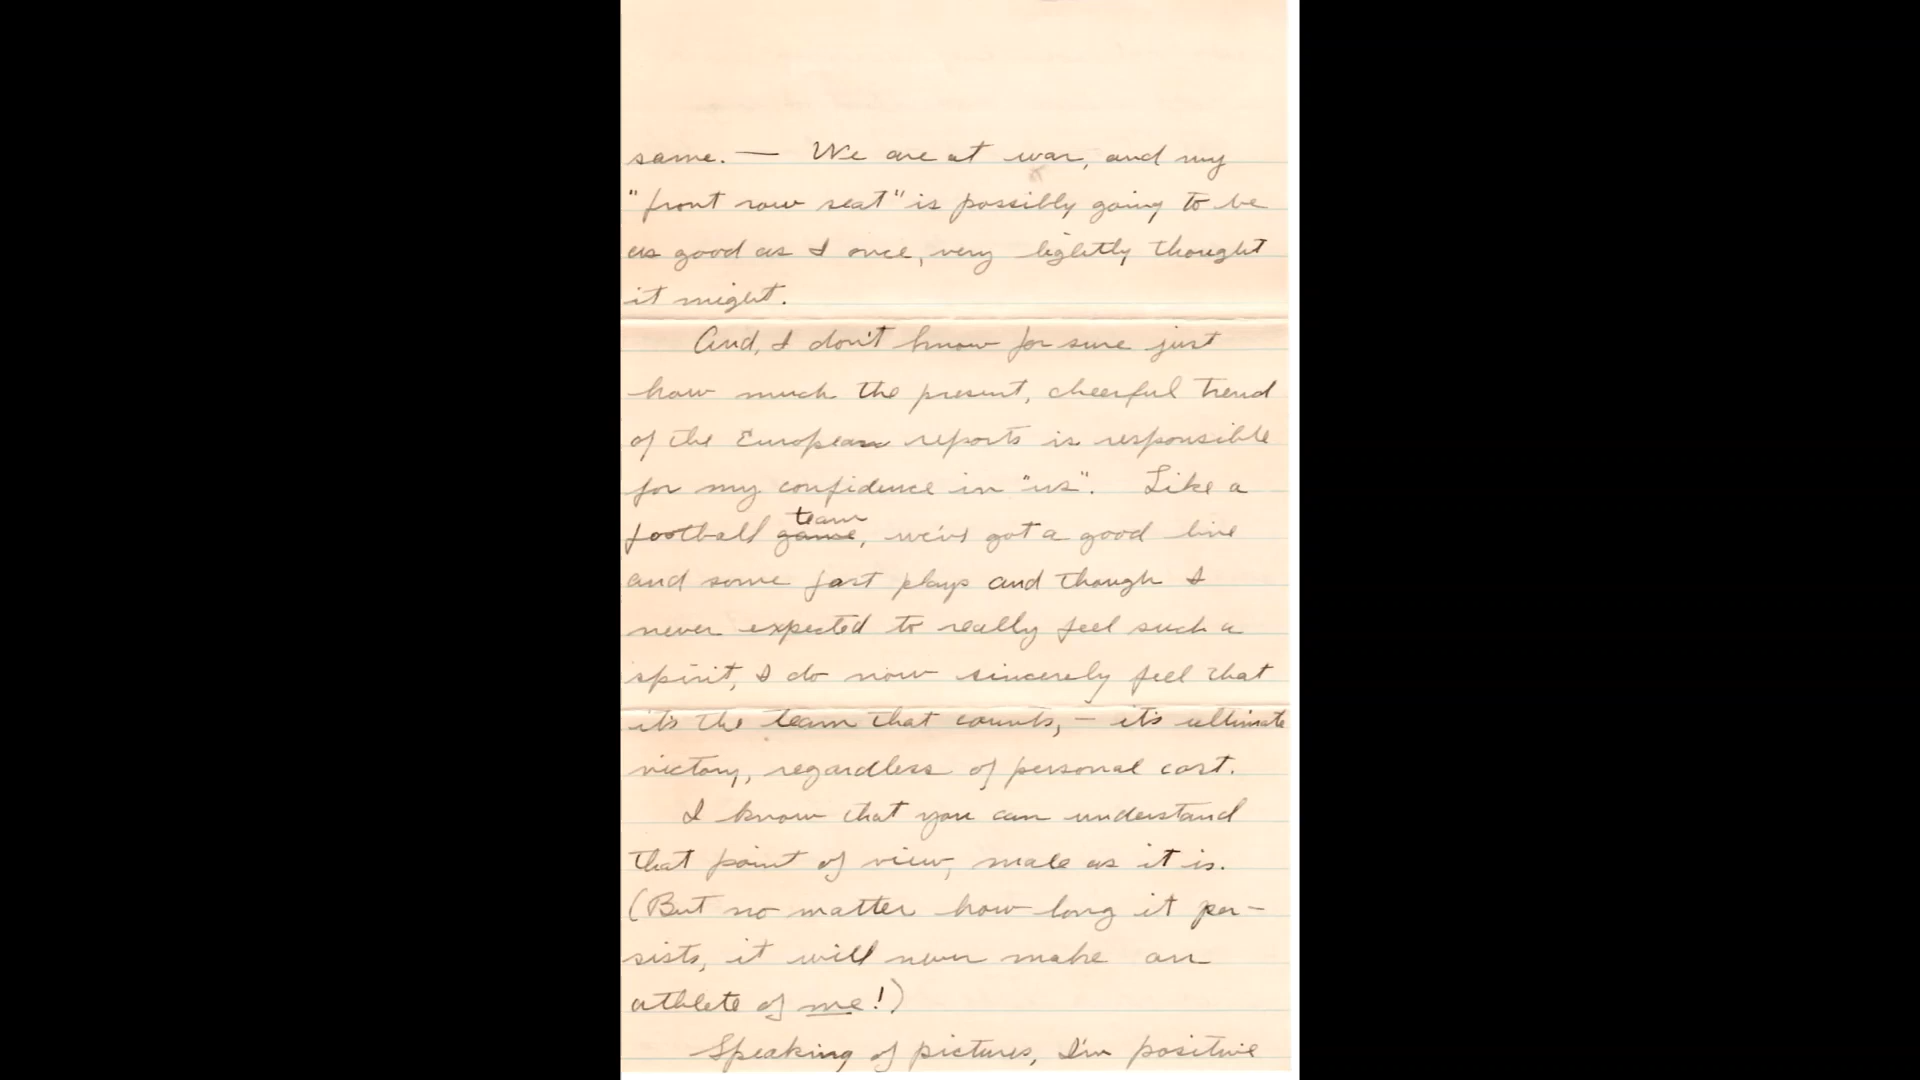 same. — We are at war, and my
"front row seat" is possibly going to be
as good as I once, very lightly thought
it might.
And, I don't know for sure just
how much the present, cheerful trend
of the European reports is responsible
for my confidence in "us". Like a
team
football game, we've got a good line
and some fast plays and though I
never expected to really feel such a
spirit, I do now sincerely feel that
it's the team that counts, – it's ultimate
victory, regardless of personal cost.
I know that you can understand
that point of view, male as it is.
(But no matter how long it per-
sists, it will never make an
athlete of me!)
Speaking of pictures, I'm positive